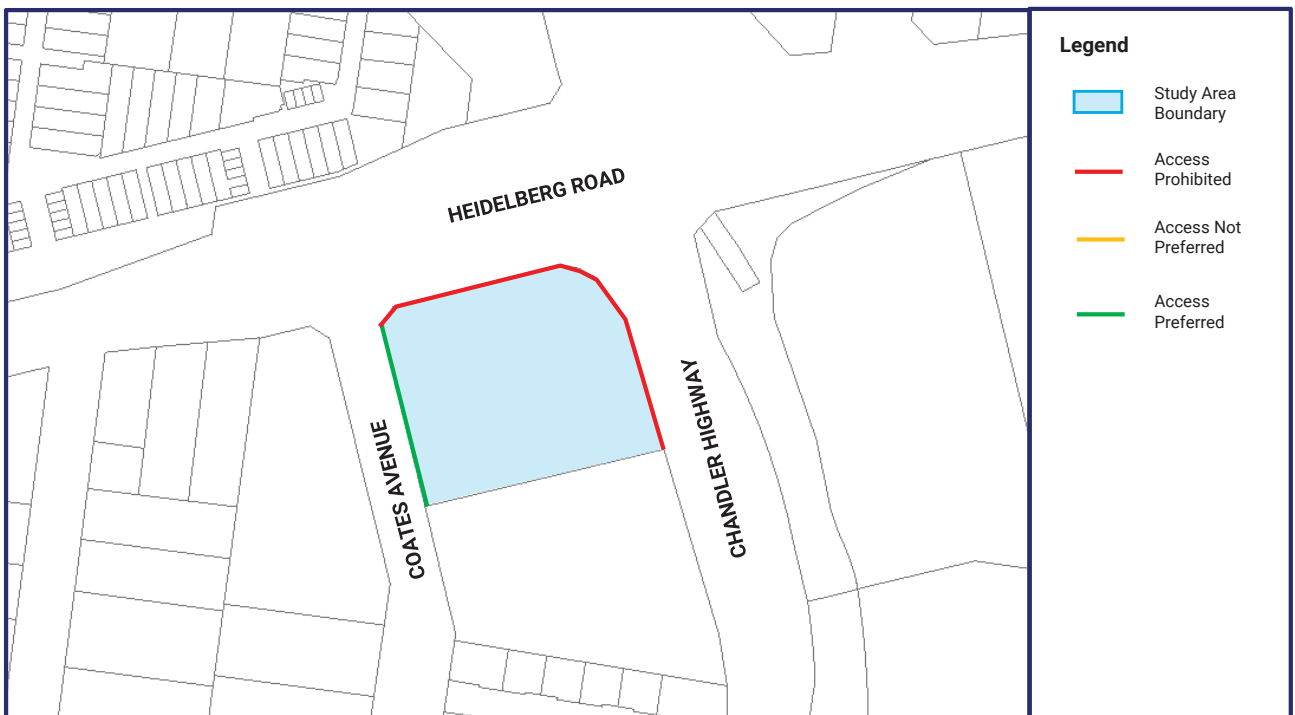 HEIDELBERG ROAD
COATES AVENUE
CHANDLER HIGHWAY
Legend
Study Area
Boundary
Access
Prohibited
Access Not
Preferred
Access
Preferred